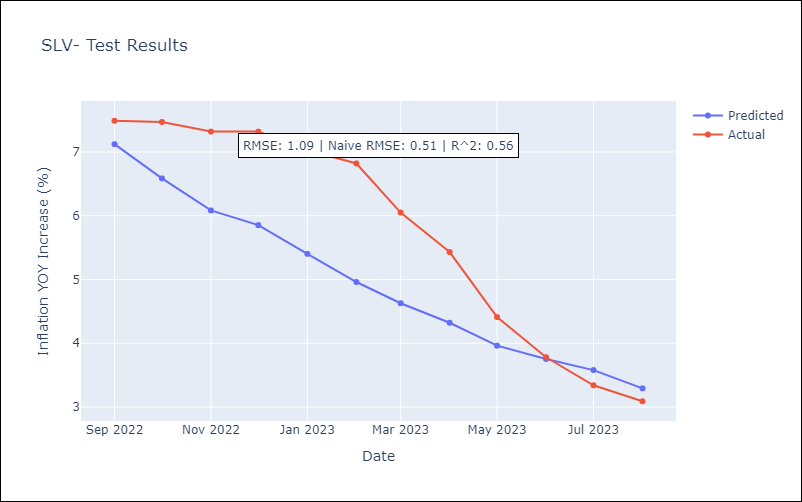 SLV- Test Results
Predicted
Actual
RMSE: 1.09 | Naive RMSE: 0.51 | R^2: 0.56
7
6
5
4
3
Inflation YOY Increase (%)
Sep 2022
Nov 2022
Jan 2023
Mar 2023
May 2023
Jul 2023
Date